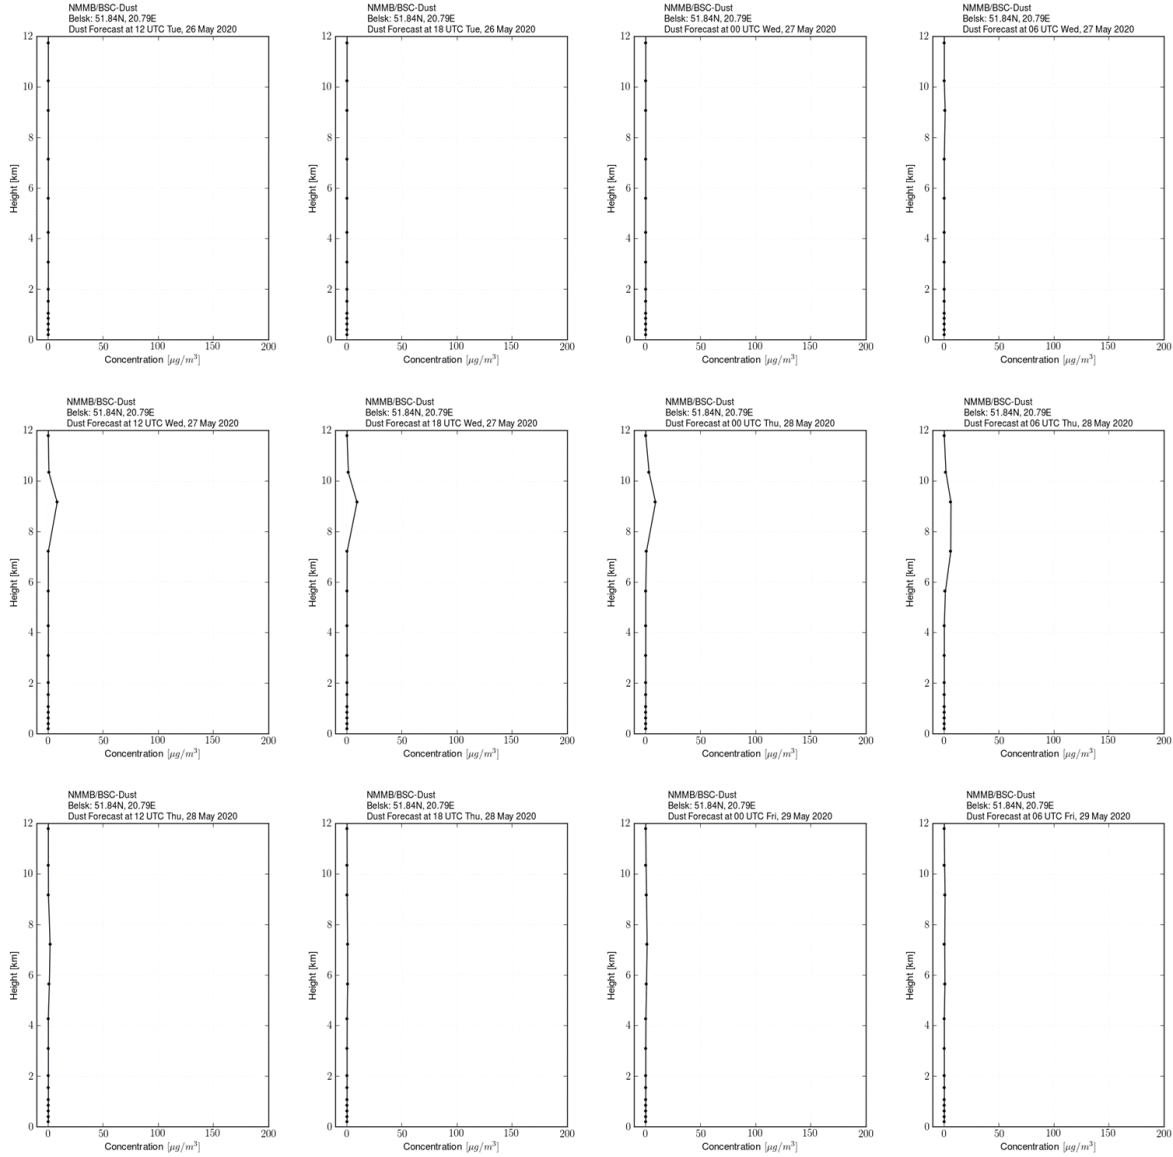 NMMB/BSC-Dust
Belsk: 51.84N, 20.79E
Dust Forecast at 12 UTC Tue, 26 May 2020
12
10
8
6
4
2
0
Height [km]
0 50 100 150 200
Concentration [μg/m³]
NMMB/BSC-Dust
Belsk: 51.84N, 20.79E
Dust Forecast at 18 UTC Tue, 26 May 2020
12
10
8
6
4
2
0
Height [km]
0 50 100 150 200
Concentration [μg/m³]
NMMB/BSC-Dust
Belsk: 51.84N, 20.79E
Dust Forecast at 00 UTC Wed, 27 May 2020
12
10
8
6
4
2
0
Height [km]
0 50 100 150 200
Concentration [μg/m³]
NMMB/BSC-Dust
Belsk: 51.84N, 20.79E
Dust Forecast at 06 UTC Wed, 27 May 2020
12
10
8
6
4
2
0
Height [km]
0 50 100 150 200
Concentration [μg/m³]
NMMB/BSC-Dust
Belsk: 51.84N, 20.79E
Dust Forecast at 12 UTC Wed, 27 May 2020
12
10
8
6
4
2
0
Height [km]
0 50 100 150 200
Concentration [μg/m³]
NMMB/BSC-Dust
Belsk: 51.84N, 20.79E
Dust Forecast at 18 UTC Wed, 27 May 2020
12
10
8
6
4
2
0
Height [km]
0 50 100 150 200
Concentration [μg/m³]
NMMB/BSC-Dust
Belsk: 51.84N, 20.79E
Dust Forecast at 00 UTC Thu, 28 May 2020
12
10
8
6
4
2
0
Height [km]
0 50 100 150 200
Concentration [μg/m³]
NMMB/BSC-Dust
Belsk: 51.84N, 20.79E
Dust Forecast at 06 UTC Thu, 28 May 2020
12
10
8
6
4
2
0
Height [km]
0 50 100 150 200
Concentration [μg/m³]
NMMB/BSC-Dust
Belsk: 51.84N, 20.79E
Dust Forecast at 12 UTC Thu, 28 May 2020
12
10
8
6
4
2
0
Height [km]
0 50 100 150 200
Concentration [μg/m³]
NMMB/BSC-Dust
Belsk: 51.84N, 20.79E
Dust Forecast at 18 UTC Thu, 28 May 2020
12
10
8
6
4
2
0
Height [km]
0 50 100 150 200
Concentration [μg/m³]
NMMB/BSC-Dust
Belsk: 51.84N, 20.79E
Dust Forecast at 00 UTC Fri, 29 May 2020
12
10
8
6
4
2
0
Height [km]
0 50 100 150 200
Concentration [μg/m³]
NMMB/BSC-Dust
Belsk: 51.84N, 20.79E
Dust Forecast at 06 UTC Fri, 29 May 2020
12
10
8
6
4
2
0
Height [km]
0 50 100 150 200
Concentration [μg/m³]